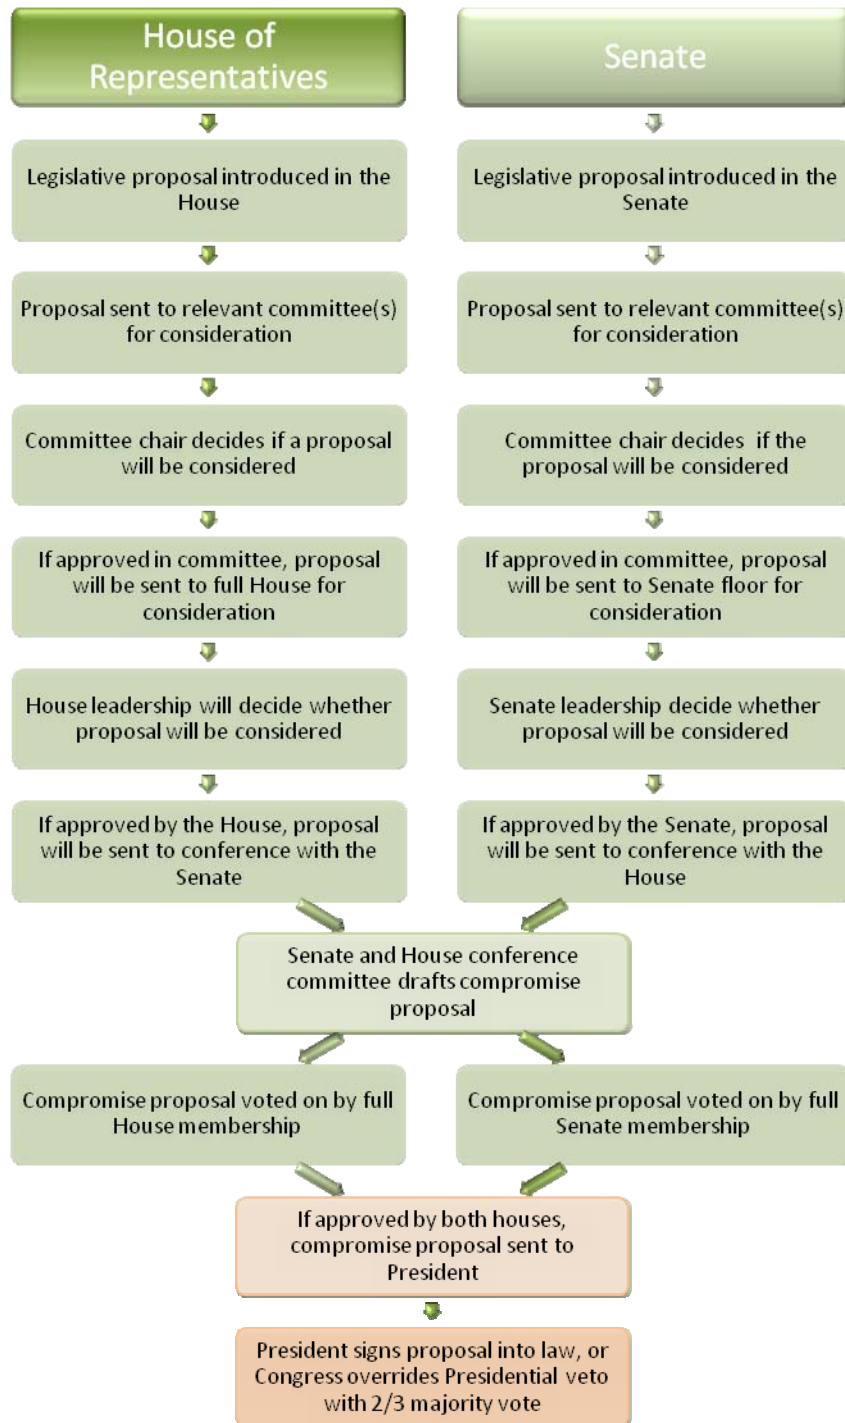 House of
Representatives
Senate
Legislative proposal introduced in the
House
Legislative proposal introduced in the
Senate
Proposal sent to relevant committee(s)
for consideration
Proposal sent to relevant committee(s)
for consideration
Committee chair decides if a proposal
will be considered
Committee chair decides if the
proposal will be considered
If approved in committee, proposal
will be sent to full House for
consideration
If approved in committee, proposal
will be sent to Senate floor for
consideration
House leadership will decide whether
proposal will be considered
Senate leadership decide whether
proposal will be considered
If approved by the House, proposal
will be sent to conference with the
Senate
If approved by the Senate, proposal
will be sent to conference with the
House
Senate and House conference
committee drafts compromise
proposal
Compromise proposal voted on by full
House membership
Compromise proposal voted on by full
Senate membership
If approved by both houses,
compromise proposal sent to
President
President signs proposal into law, or
Congress overrides Presidential veto
with 2/3 majority vote